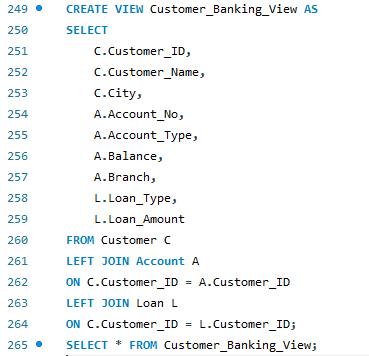 249 CREATE VIEW Customer_Banking_View AS
250 SELECT
251 C.Customer_ID,
252 C.Customer_Name,
253 C.City,
254 A.Account_No,
255 A.Account_Type,
256 A.Balance,
257 A.Branch,
258 L.Loan_Type,
259 L.Loan_Amount
260 FROM Customer C
261 LEFT JOIN Account A
262 ON C.Customer_ID = A.Customer_ID
263 LEFT JOIN Loan L
264 ON C.Customer_ID = L.Customer_ID;
265 SELECT * FROM Customer_Banking_View;